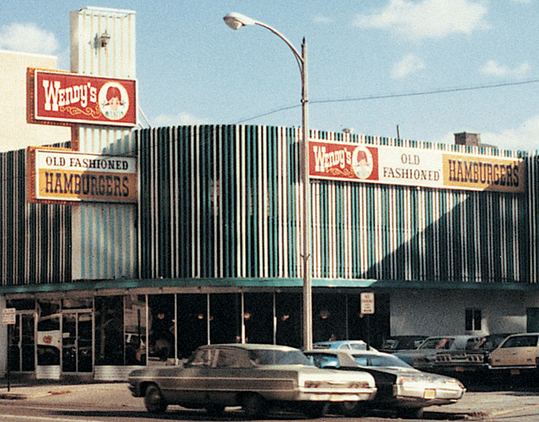 WENDY'S
OLD FASHIONED
HAMBURGERS
WENDY'S
OLD
FASHIONED
HAMBURGERS